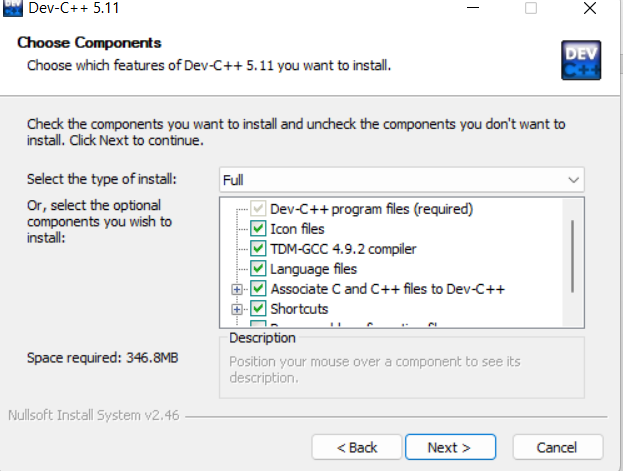 Dev-C++ 5.11
Choose Components
Choose which features of Dev-C++ 5.11 you want to install.
DEV
C++
Check the components you want to install and uncheck the components you don't want to
install. Click Next to continue.
Select the type of install:
Full
Or, select the optional
components you wish to
install:
Dev-C++ program files (required)
Icon files
TDM-GCC 4.9.2 compiler
Language files
Associate C and C++ files to Dev-C++
Shortcuts
Space required: 346.8MB
Description
Position your mouse over a component to see its
description.
Nullsoft Install System v2.46
< Back
Next >
Cancel